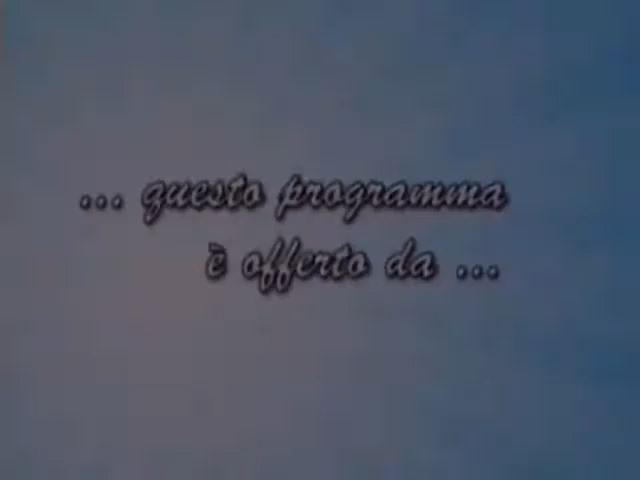 ... questo programma
è offerto da ...